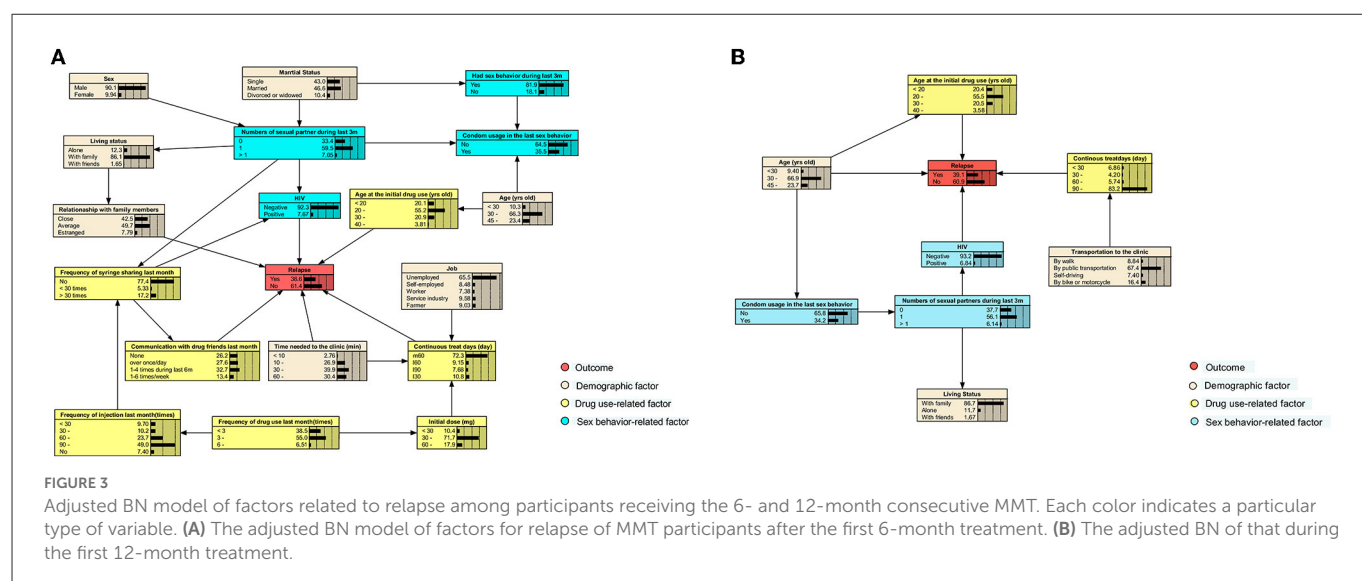 A
Sex
Male 90.1
Female 9.94
Marrtial Status
Single 43.0
Married 46.6
Divorced or widowed 10.4
Had sex behavior during last 3m
Yes 81.9
No 18.1
Living status
Alone 12.3
With family 86.1
With friends 1.65
Numbers of sexual partner during last 3m
0 33.4
1 59.5
> 1 7.05
Condom usage in the last sex behavior
No 64.5
Yes 35.5
Relationnship with family members
Close 42.5
Average 49.7
Estranged 7.79
HIV
Negative 92.3
Positive 7.67
Age at the initial drug use (yrs old)
< 20 20.1
20 - 55.2
30 - 20.9
40 - 3.81
Age (yrs old)
< 30 10.3
30 - 66.3
45 - 23.4
Frequency of syringe sharing last month
No 77.4
< 30 times 5.33
> 30 times 17.2
Relapse
Yes 38.6
No 61.4
Job
Unemployed 65.5
Self-employed 8.48
Worker 7.38
Service industry 9.58
Farmer 9.03
Communication with drug friends last month
None 26.2
over once/day 27.6
1-4 times during last 6m 32.7
1-6 times/week 13.4
Time needed to the clinic (min)
< 10 2.76
10 - 26.9
30 - 39.9
60 - 30.4
Continuous treat days (day)
m60 72.3
l60 9.15
l90 7.68
l30 10.8
Frequency of injection last month(times)
< 30 9.70
30 - 10.2
60 - 23.7
90 - 49.0
No 7.40
Frequency of drug use last month(times)
< 3 38.5
3 - 55.0
6 - 6.51
Initial dose (mg)
< 30 10.4
30 - 71.7
60 - 17.9
Outcome
Demographic factor
Drug use-related factor
Sex behavior-related factor
B
Age at the initial drug use (yrs old)
< 20 20.4
20 - 55.5
30 - 20.5
40 - 3.58
Age (yrs old)
<30 9.40
30 - 66.9
45 - 23.7
Relapse
Yes 39.1
No 60.9
Continous treatdays (day)
< 30 6.86
30 - 4.20
60 - 5.74
90 - 83.2
HIV
Negative 93.2
Positive 6.84
Transportation to the clinic
By walk 8.84
By public transportation 67.4
Self-driving 7.40
By bike or motorcycle 16.4
Condom usage in the last sex behavior
No 65.8
Yes 34.2
Numbers of sexual partners during last 3m
0 37.7
1 56.1
> 1 6.14
Living Status
With family 86.7
Alone 11.7
With friends 1.67
Outcome
Demographic factor
Drug use-related factor
Sex behavior-related factor
FIGURE 3
Adjusted BN model of factors related to relapse among participants receiving the 6- and 12-month consecutive MMT. Each color indicates a particular
type of variable. (A) The adjusted BN model of factors for relapse of MMT participants after the first 6-month treatment. (B) The adjusted BN of that during
the first 12-month treatment.